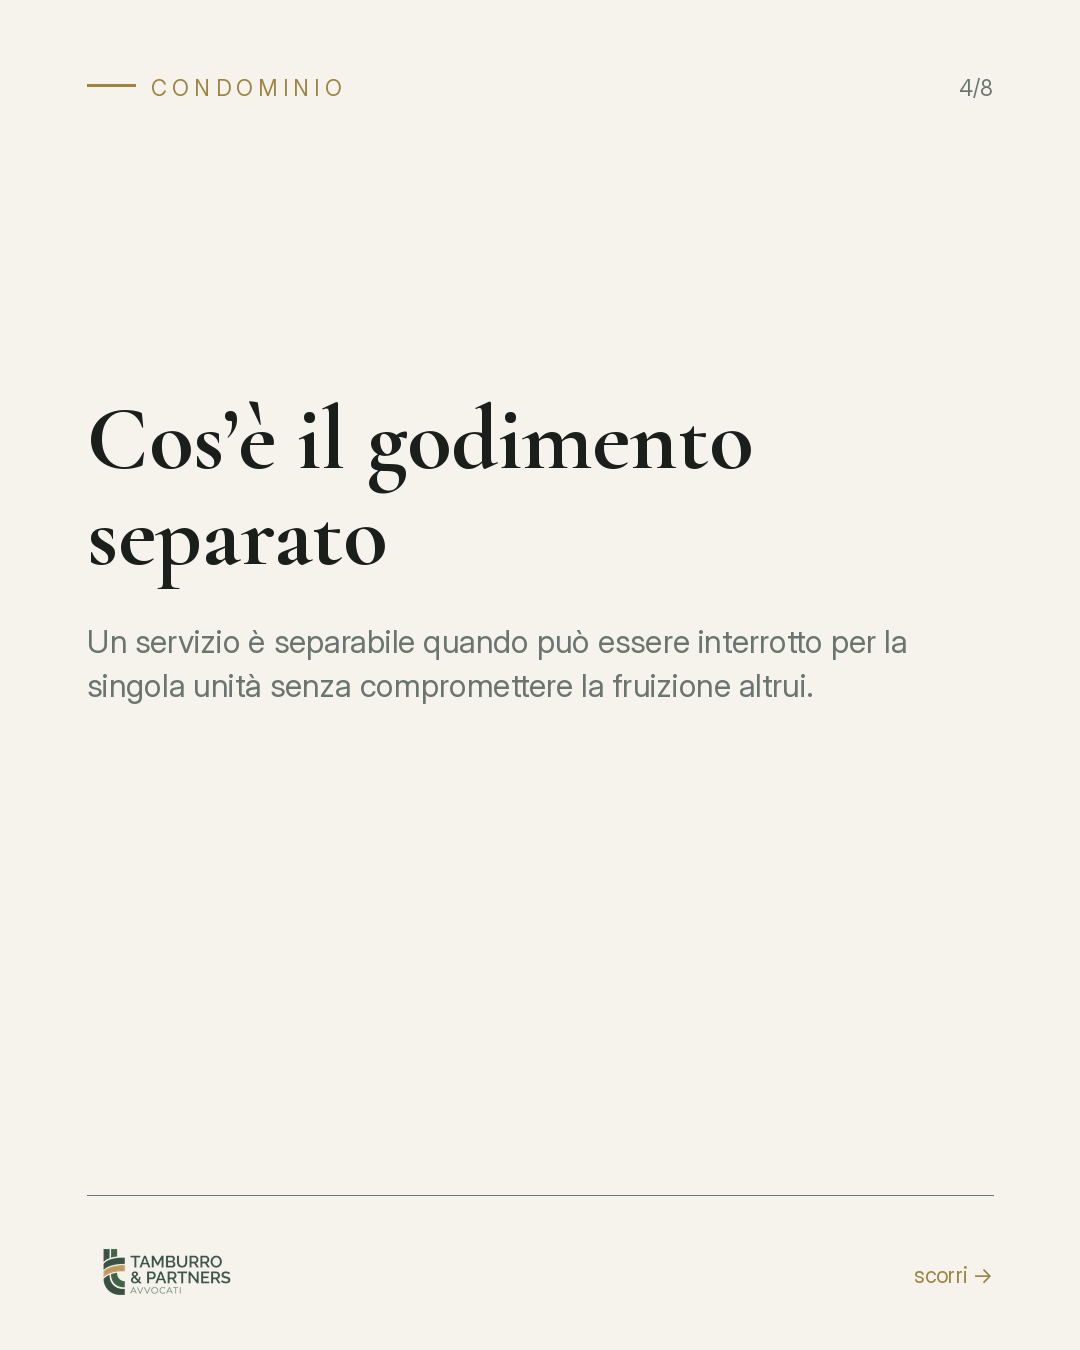 CONDOMINIO
4/8
Cos’è il godimento
separato
Un servizio è separabile quando può essere interrotto per la
singola unità senza compromettere la fruizione altrui.
TAMBURRO
& PARTNERS
AVVOCATI
scorri →